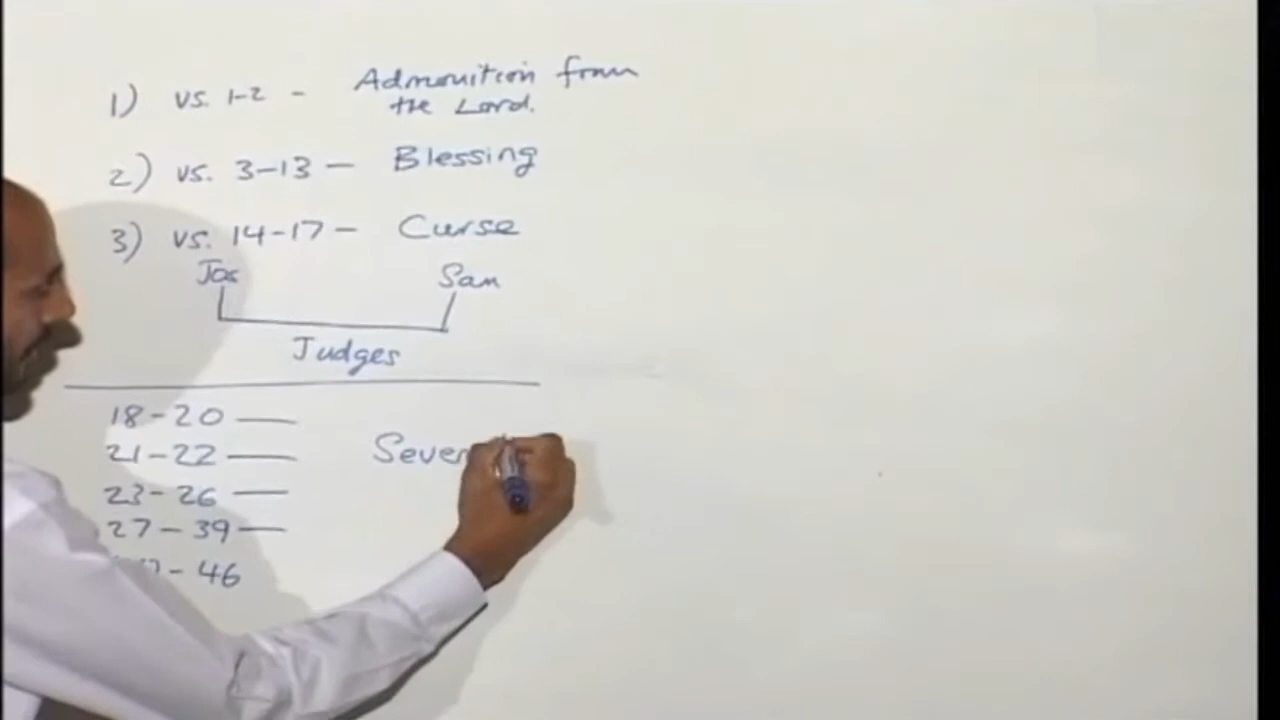 1) vs. 1-2 - Admonition from
the Lord.
2) vs. 3-13 - Blessing
3) vs. 14-17 - Curse
Jos Sam
Judges
18-20
21-22
23-26
27-39
- 46